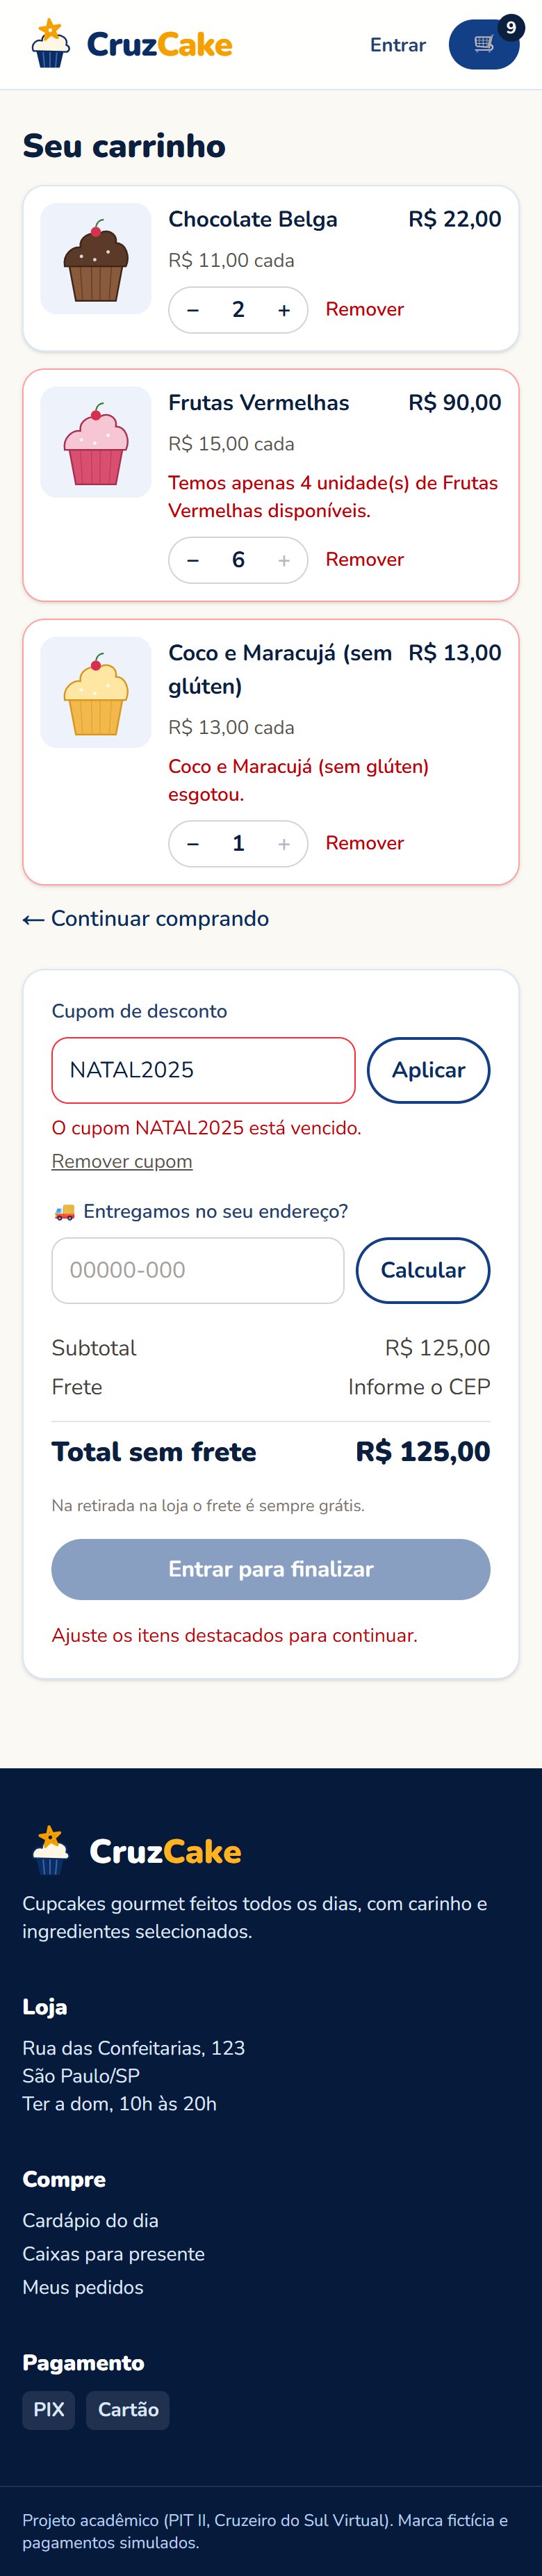 CruzCake
Entrar
9
Seu carrinho
Chocolate Belga R$ 22,00
R$ 11,00 cada
− 2 + Remover
Frutas Vermelhas R$ 90,00
R$ 15,00 cada
Temos apenas 4 unidade(s) de Frutas
Vermelhas disponíveis.
− 6 + Remover
Coco e Maracujá (sem R$ 13,00
glúten)
R$ 13,00 cada
Coco e Maracujá (sem glúten)
esgotou.
− 1 + Remover
← Continuar comprando
Cupom de desconto
NATAL2025 Aplicar
O cupom NATAL2025 está vencido.
Remover cupom
🚚 Entregamos no seu endereço?
00000-000 Calcular
Subtotal R$ 125,00
Frete Informe o CEP
Total sem frete R$ 125,00
Na retirada na loja o frete é sempre grátis.
Entrar para finalizar
Ajuste os itens destacados para continuar.
CruzCake
Cupcakes gourmet feitos todos os dias, com carinho e
ingredientes selecionados.
Loja
Rua das Confeitarias, 123
São Paulo/SP
Ter a dom, 10h às 20h
Compre
Cardápio do dia
Caixas para presente
Meus pedidos
Pagamento
PIX Cartão
Projeto acadêmico (PIT II, Cruzeiro do Sul Virtual). Marca fictícia e
pagamentos simulados.